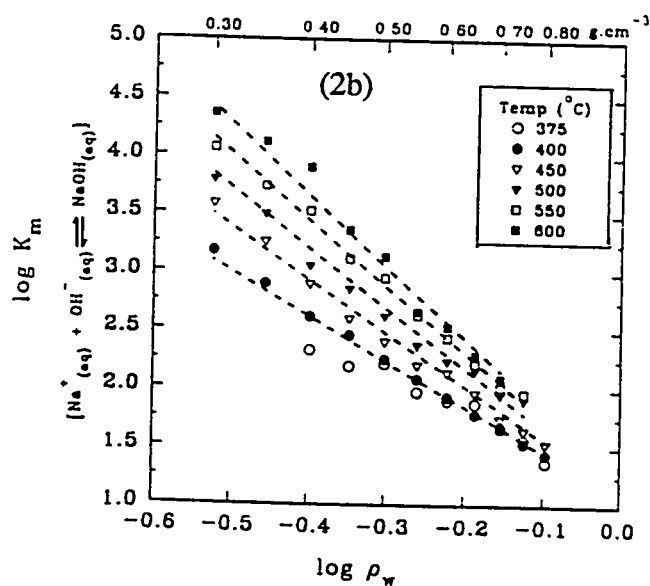 0.30 0.40 0.50 0.60 0.70 0.80 g.cm⁻³
5.0
4.5
4.0
3.5
3.0
2.5
2.0
1.5
1.0
(2b)
Temp (°C)
375
400
450
500
550
600
log Kₘ
[Na⁺(aq) + OH⁻(aq) ⇌ NaOH(aq)]
−0.6 −0.5 −0.4 −0.3 −0.2 −0.1 0.0
log ρ_w